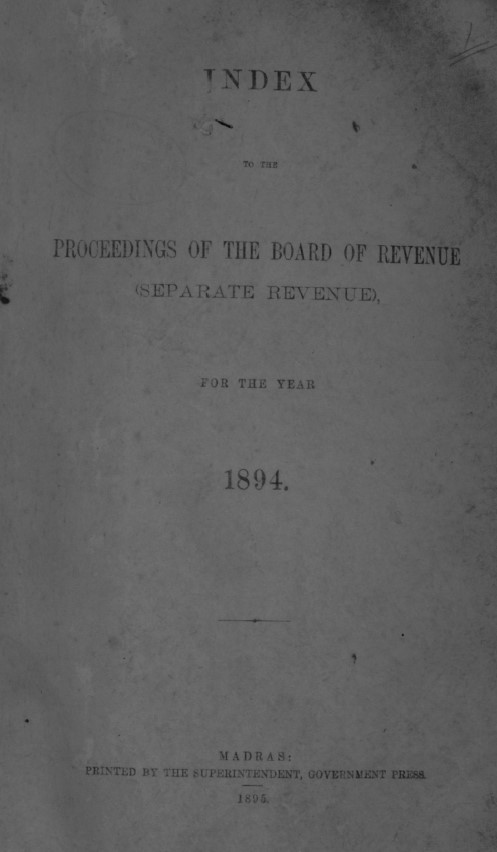 INDEX
TO THE
PROCEEDINGS OF THE BOARD OF REVENUE
(SEPARATE REVENUE),
FOR THE YEAR
1894.
MADRAS:
PRINTED BY THE SUPERINTENDENT, GOVERNMENT PRESS.
1895.